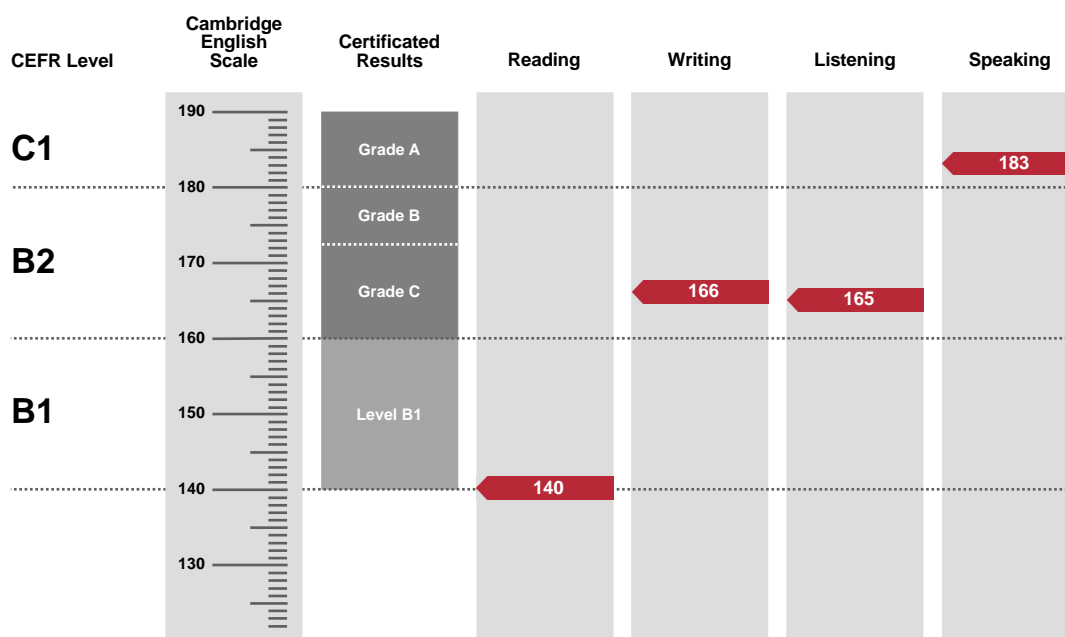 CEFR Level
Cambridge
English
Scale
Certificated
Results
Reading
Writing
Listening
Speaking
190
C1
Grade A
183
180
Grade B
B2
170
Grade C
166
165
160
B1
150
Level B1
140
140
130